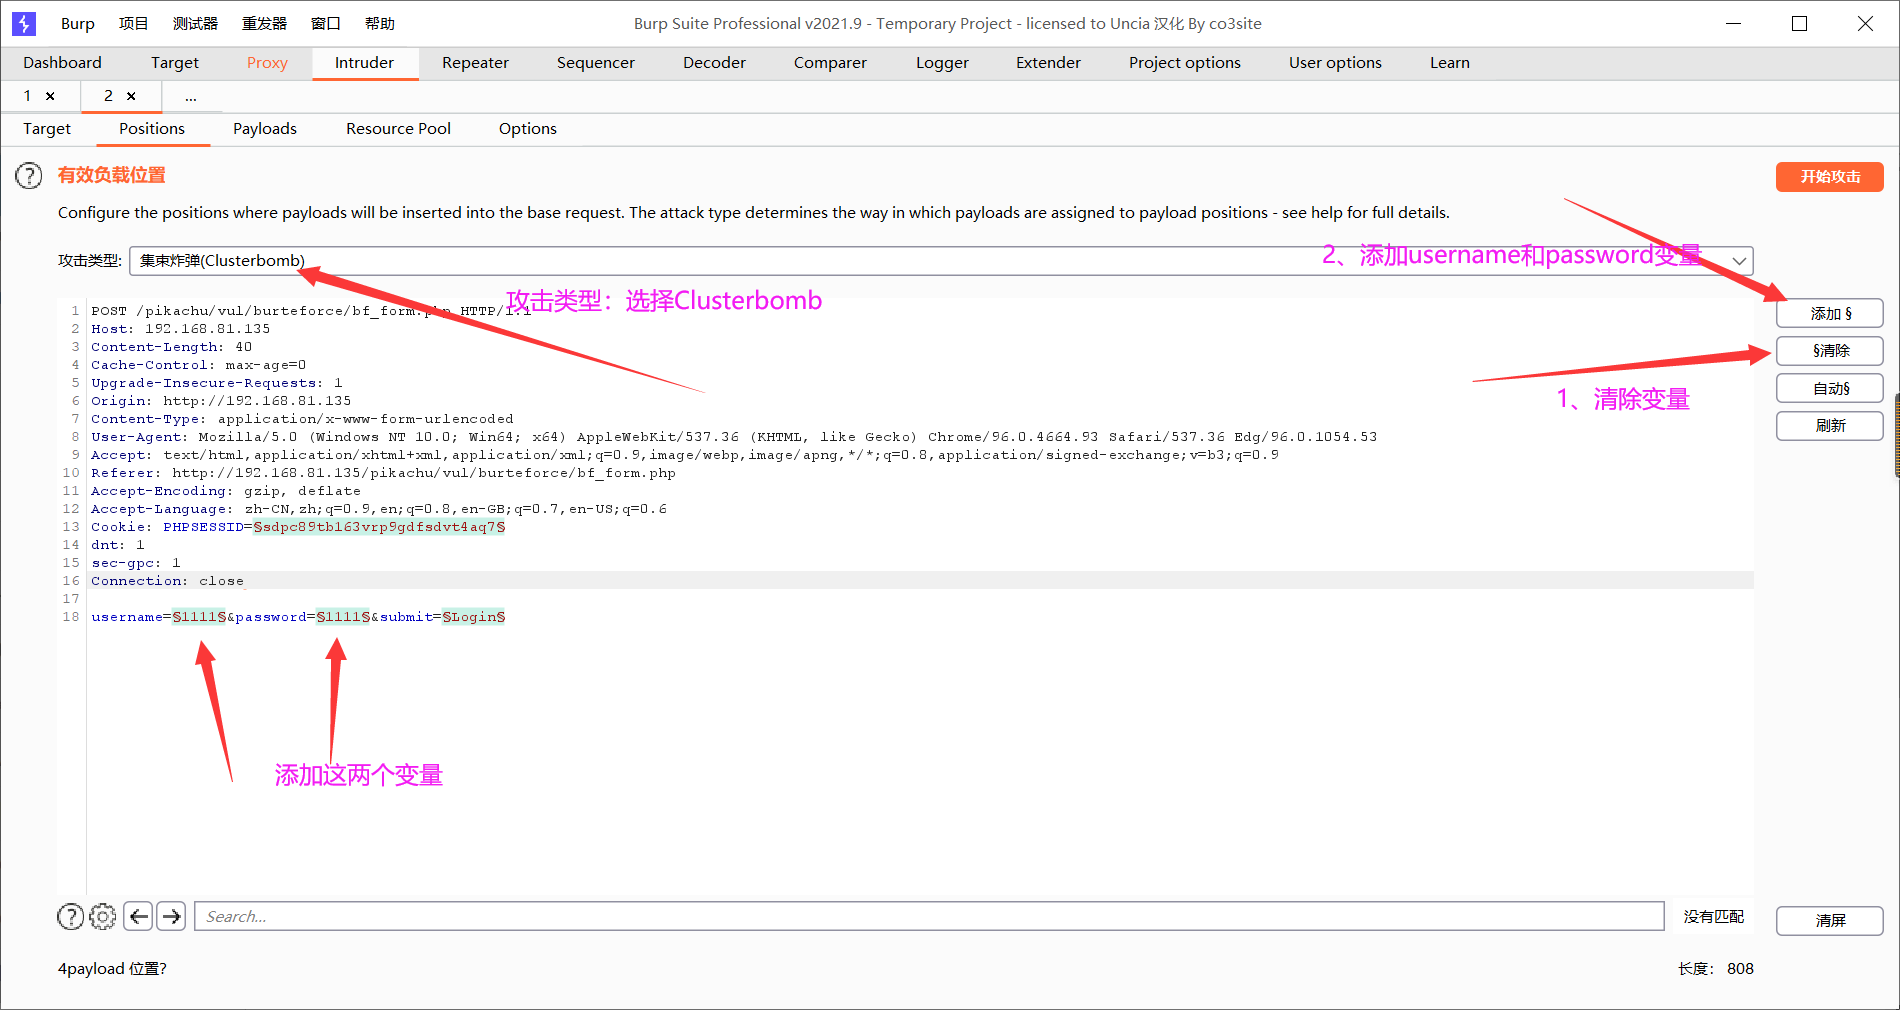 Burp 项目 测试器 重发器 窗口 帮助 Burp Suite Professional v2021.9 - Temporary Project - licensed to Uncia 汉化 By co3site
Dashboard Target Proxy Intruder Repeater Sequencer Decoder Comparer Logger Extender Project options User options Learn
1 × 2 × ...
Target Positions Payloads Resource Pool Options
? 有效负载位置 开始攻击
Configure the positions where payloads will be inserted into the base request. The attack type determines the way in which payloads are assigned to payload positions - see help for full details.
2、添加username和password变量
攻击类型: 集束炸弹(Clusterbomb)
攻击类型：选择Clusterbomb
添加 §
§清除
自动§
刷新
1、清除变量
1 POST /pikachu/vul/burteforce/bf_form.php HTTP/1.1
2 Host: 192.168.81.135
3 Content-Length: 40
4 Cache-Control: max-age=0
5 Upgrade-Insecure-Requests: 1
6 Origin: http://192.168.81.135
7 Content-Type: application/x-www-form-urlencoded
8 User-Agent: Mozilla/5.0 (Windows NT 10.0; Win64; x64) AppleWebKit/537.36 (KHTML, like Gecko) Chrome/96.0.4664.93 Safari/537.36 Edg/96.0.1054.53
9 Accept: text/html,application/xhtml+xml,application/xml;q=0.9,image/webp,image/apng,*/*;q=0.8,application/signed-exchange;v=b3;q=0.9
10 Referer: http://192.168.81.135/pikachu/vul/burteforce/bf_form.php
11 Accept-Encoding: gzip, deflate
12 Accept-Language: zh-CN,zh;q=0.9,en;q=0.8,en-GB;q=0.7,en-US;q=0.6
13 Cookie: PHPSESSID=§sdpc89tb163vrp9gdfsdvt4aq7§
14 dnt: 1
15 sec-gpc: 1
16 Connection: close
17
18 username=§1111§&password=§1111§&submit=§Login§
添加这两个变量
? Search... 没有匹配 清屏
4payload 位置? 长度: 808